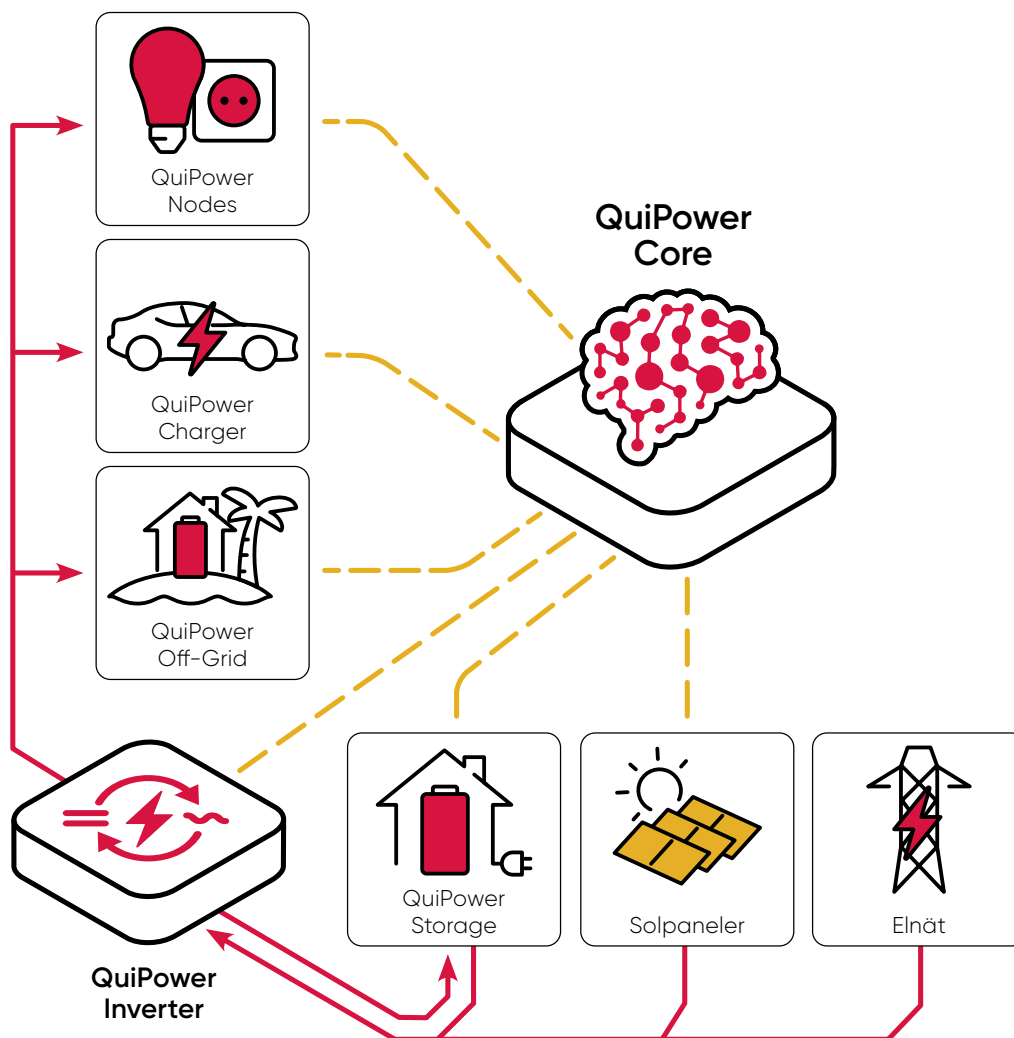 QuiPower
Nodes
QuiPower
Core
QuiPower
Charger
QuiPower
Off-Grid
QuiPower
Storage
Solpaneler
Elnät
QuiPower
Inverter